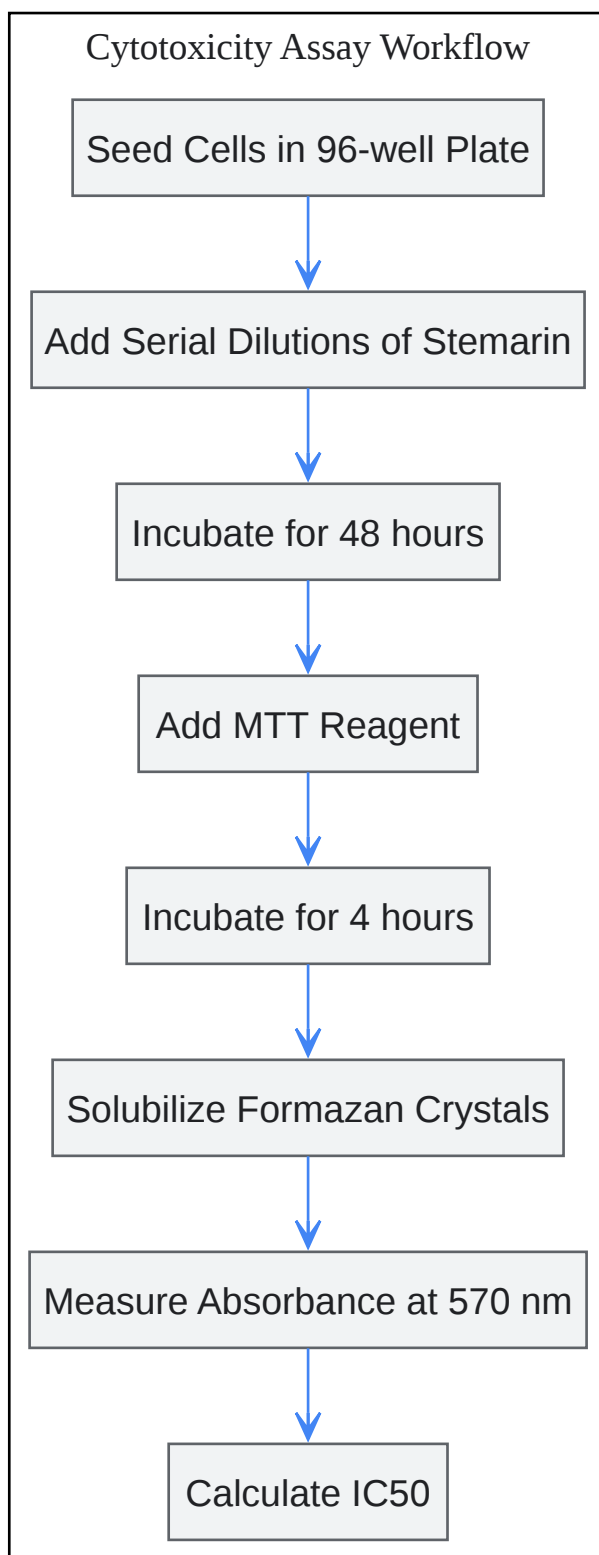 Cytotoxicity Assay Workflow
Seed Cells in 96-well Plate
Add Serial Dilutions of Stemarin
Incubate for 48 hours
Add MTT Reagent
Incubate for 4 hours
Solubilize Formazan Crystals
Measure Absorbance at 570 nm
Calculate IC50